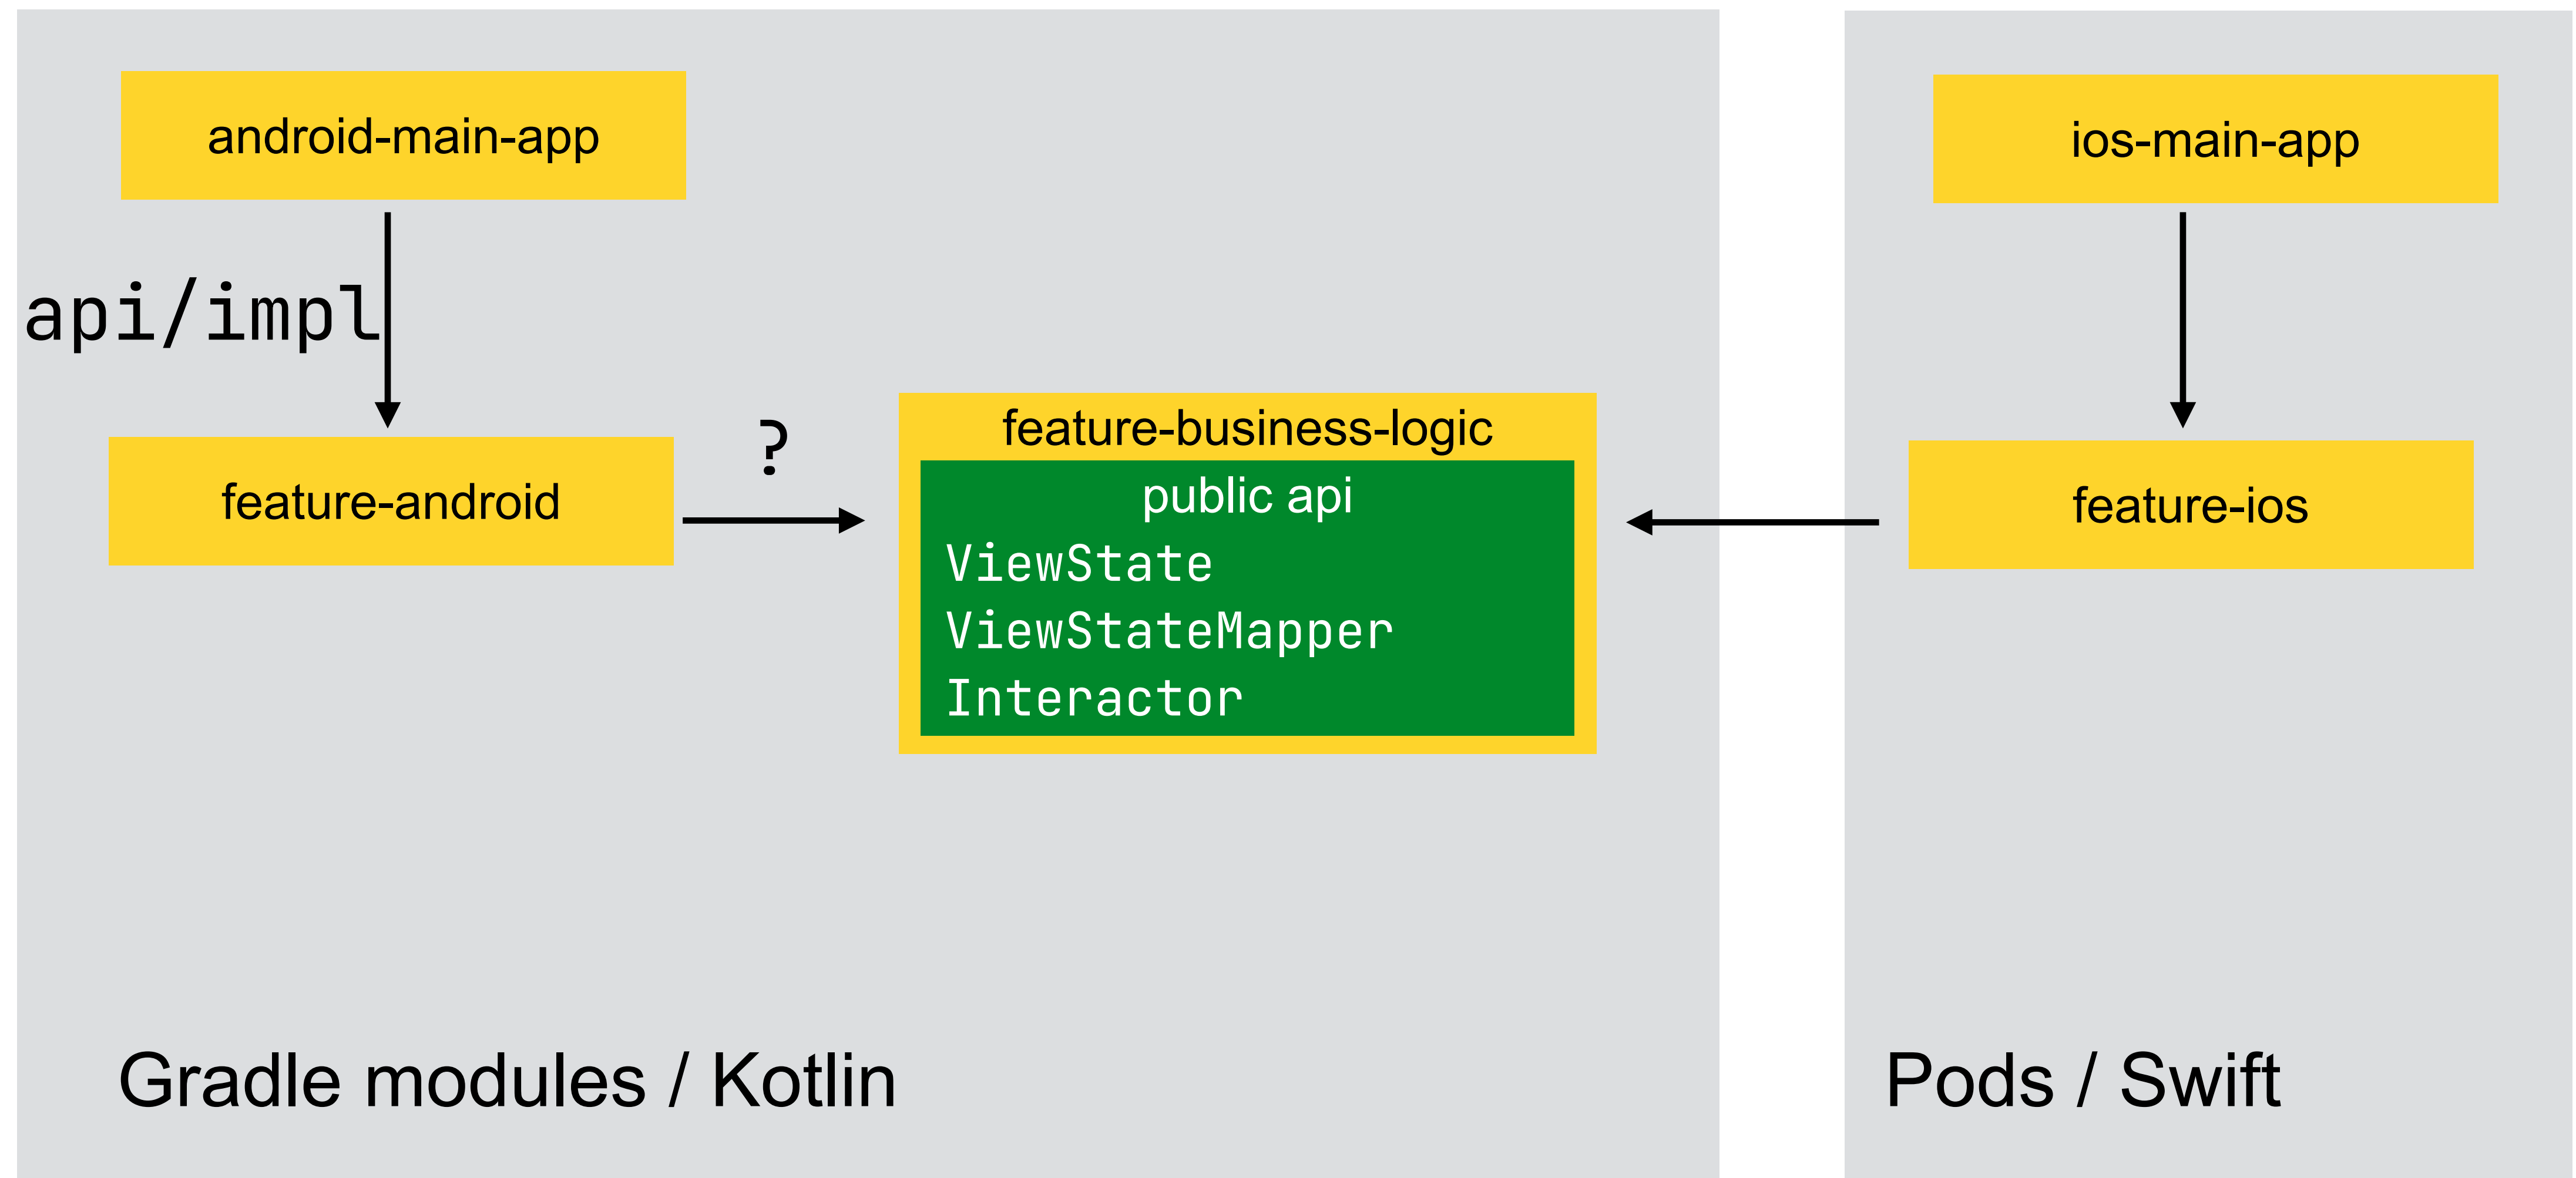 android-main-app
api/impl
feature-android
?
feature-business-logic
public api
ViewState
ViewStateMapper
Interactor
Gradle modules / Kotlin
ios-main-app
feature-ios
Pods / Swift